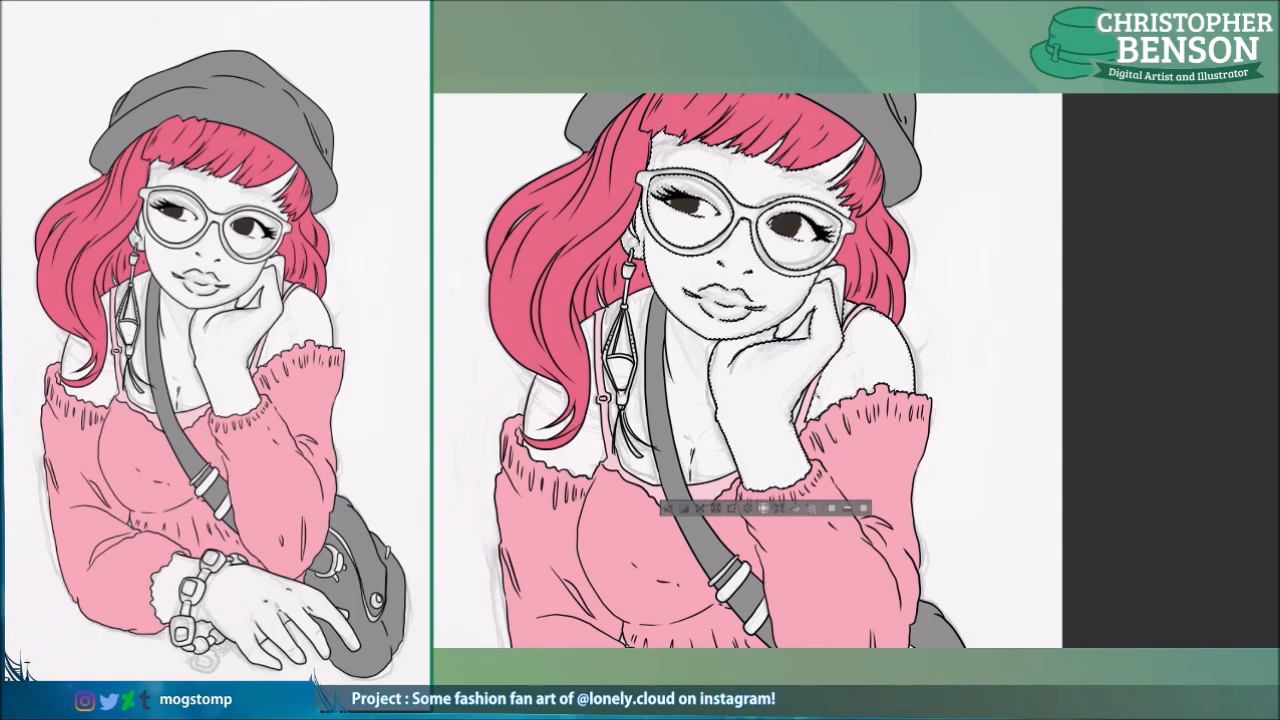 CHRISTOPHER
BENSON
Digital Artist and Illustrator
mogstomp
Project : Some fashion fan art of @lonely.cloud on instagram!